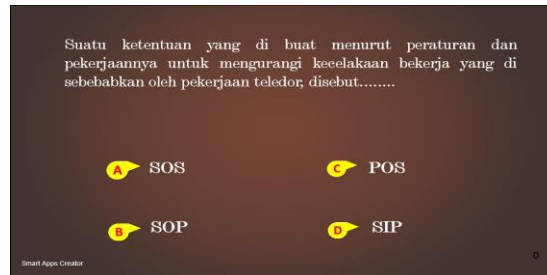 Suatu ketentuan yang di buat menurut peraturan dan
pekerjaannya untuk mengurangi kecelakaan bekerja yang di
sebebabkan oleh pekerjaan teledor, disebut........
A SOS
C POS
B SOP
D SIP
Smart Apps Creator
0